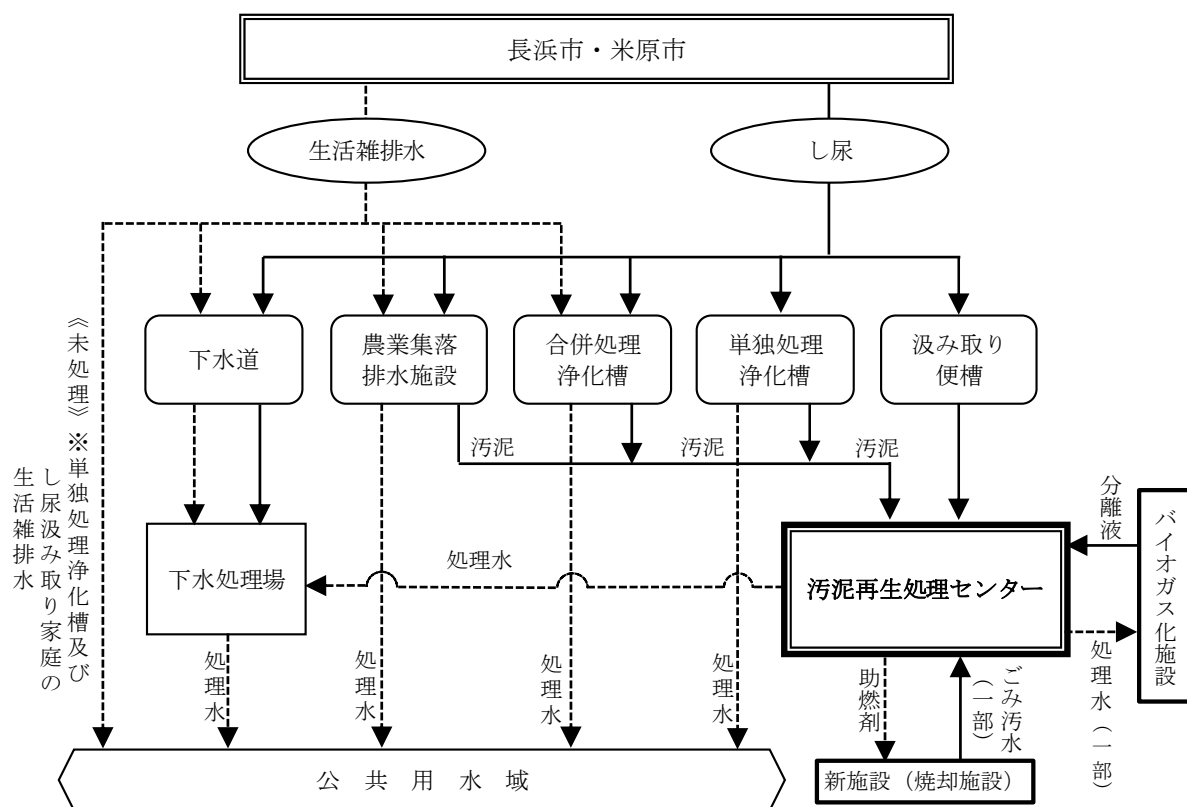 長浜市・米原市
生活雑排水
し尿
下水道
農業集落
排水施設
合併処理
浄化槽
単独処理
浄化槽
汲み取り
便槽
《未処理》※単独処理浄化槽及び
し尿汲み取り家庭の
生活雑排水
汚泥
汚泥
汚泥
分離液
バイオガス化施設
下水処理場
処理水
汚泥再生処理センター
処理水
処理水
処理水
処理水
助燃剤
ごみ汚水
（一部）
処理水（一部）
公共用水域
新施設（焼却施設）